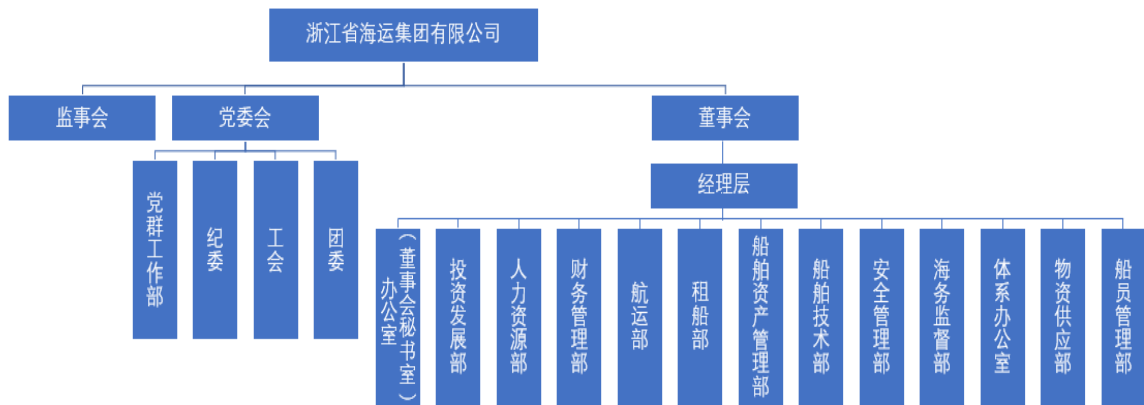 浙江省海运集团有限公司
监事会
党委会
董事会
经理层
党群工作部
纪委
工会
团委
办公室
（董事会秘书室）
投资发展部
人力资源部
财务管理部
航运部
租船部
船舶资产管理部
船舶技术部
安全管理部
海务监督部
体系办公室
物资供应部
船员管理部